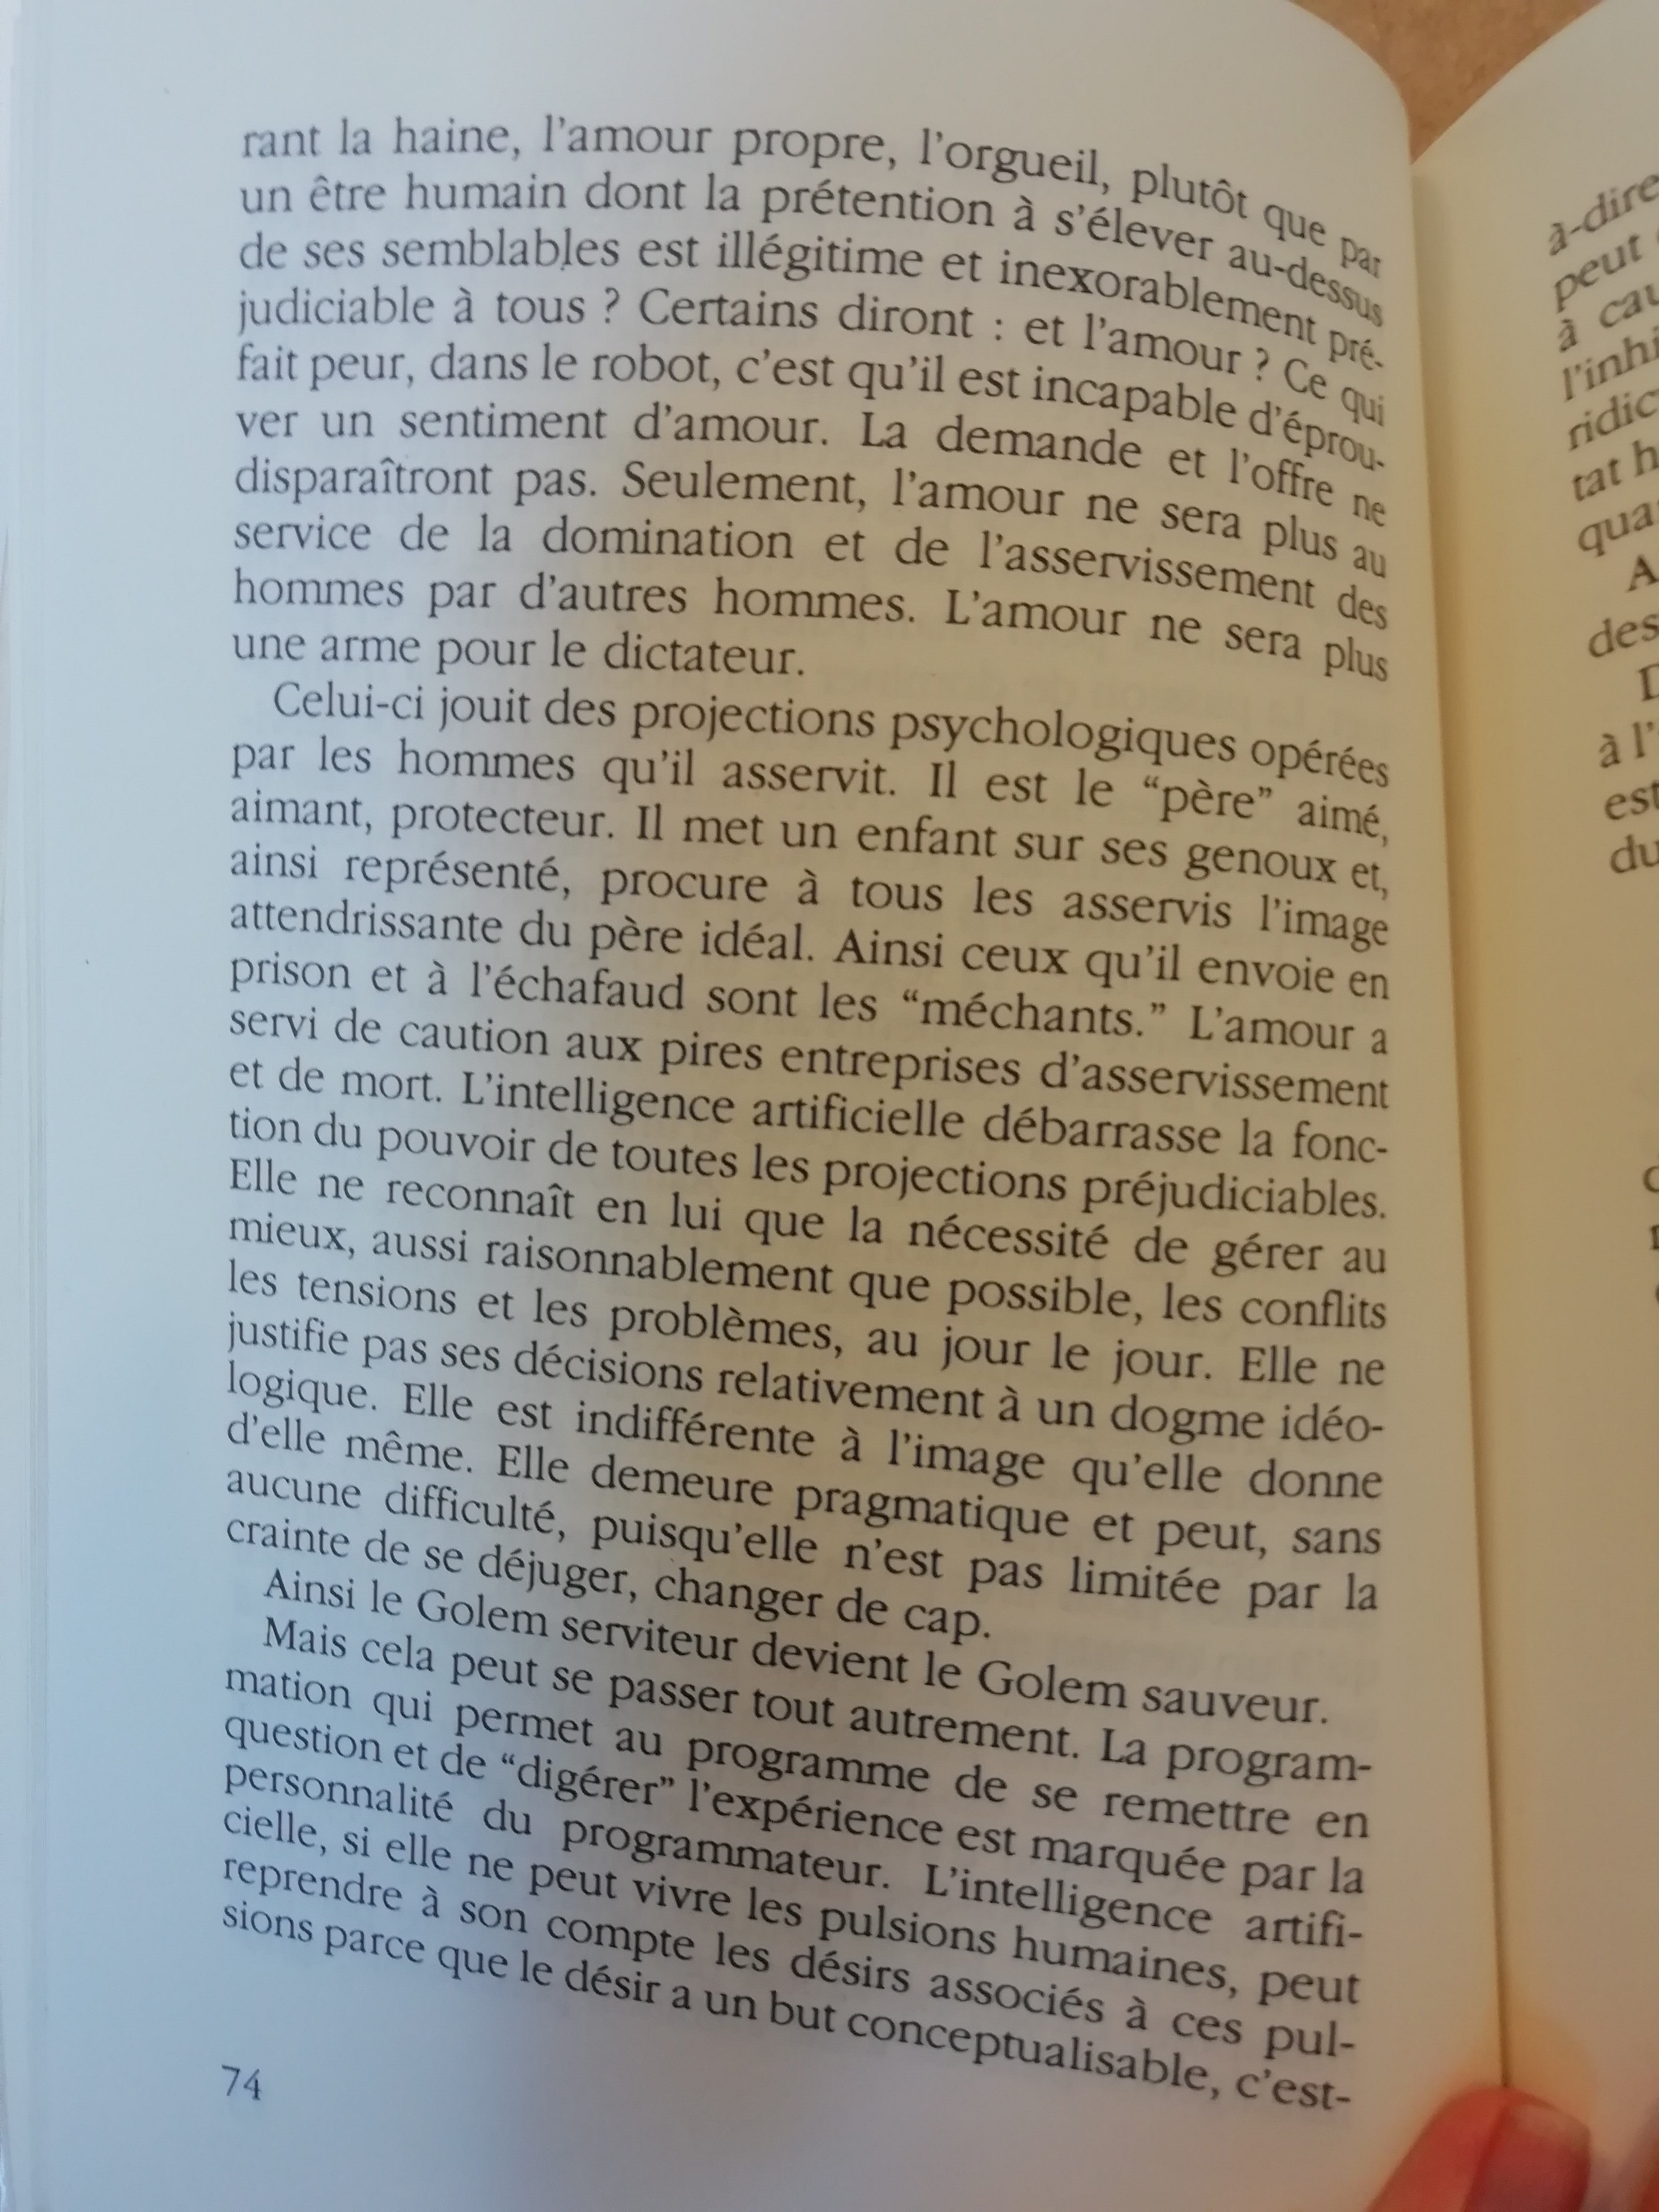 rant la haine, l'amour propre, l'orgueil, plutôt que par
un être humain dont la prétention à s'élever au-dessus
de ses semblables est illégitime et inexorablement pré-
judiciable à tous ? Certains diront : et l'amour ? Ce qui
fait peur, dans le robot, c'est qu'il est incapable d'éprou-
ver un sentiment d'amour. La demande et l'offre ne
disparaîtront pas. Seulement, l'amour ne sera plus au
service de la domination et de l'asservissement des
hommes par d'autres hommes. L'amour ne sera plus
une arme pour le dictateur.
Celui-ci jouit des projections psychologiques opérées
par les hommes qu'il asservit. Il est le “père” aimé,
aimant, protecteur. Il met un enfant sur ses genoux et,
ainsi représenté, procure à tous les asservis l'image
attendrissante du père idéal. Ainsi ceux qu'il envoie en
prison et à l'échafaud sont les “méchants.” L'amour a
servi de caution aux pires entreprises d'asservissement
et de mort. L'intelligence artificielle débarrasse la fonc-
tion du pouvoir de toutes les projections préjudiciables.
Elle ne reconnaît en lui que la nécessité de gérer au
mieux, aussi raisonnablement que possible, les conflits
les tensions et les problèmes, au jour le jour. Elle ne
justifie pas ses décisions relativement à un dogme idéo-
logique. Elle est indifférente à l'image qu'elle donne
d'elle même. Elle demeure pragmatique et peut, sans
aucune difficulté, puisqu'elle n'est pas limitée par la
crainte de se déjuger, changer de cap.
Ainsi le Golem serviteur devient le Golem sauveur.
Mais cela peut se passer tout autrement. La program-
mation qui permet au programme de se remettre en
question et de “digérer” l'expérience est marquée par la
personnalité du programmateur. L'intelligence artifi-
cielle, si elle ne peut vivre les pulsions humaines, peut
reprendre à son compte les désirs associés à ces pul-
sions parce que le désir a un but conceptualisable, c'est-
74
à-dire
peut
à
l'inhi
ridic
tat h
qua
A
des
D
à l'
est
du